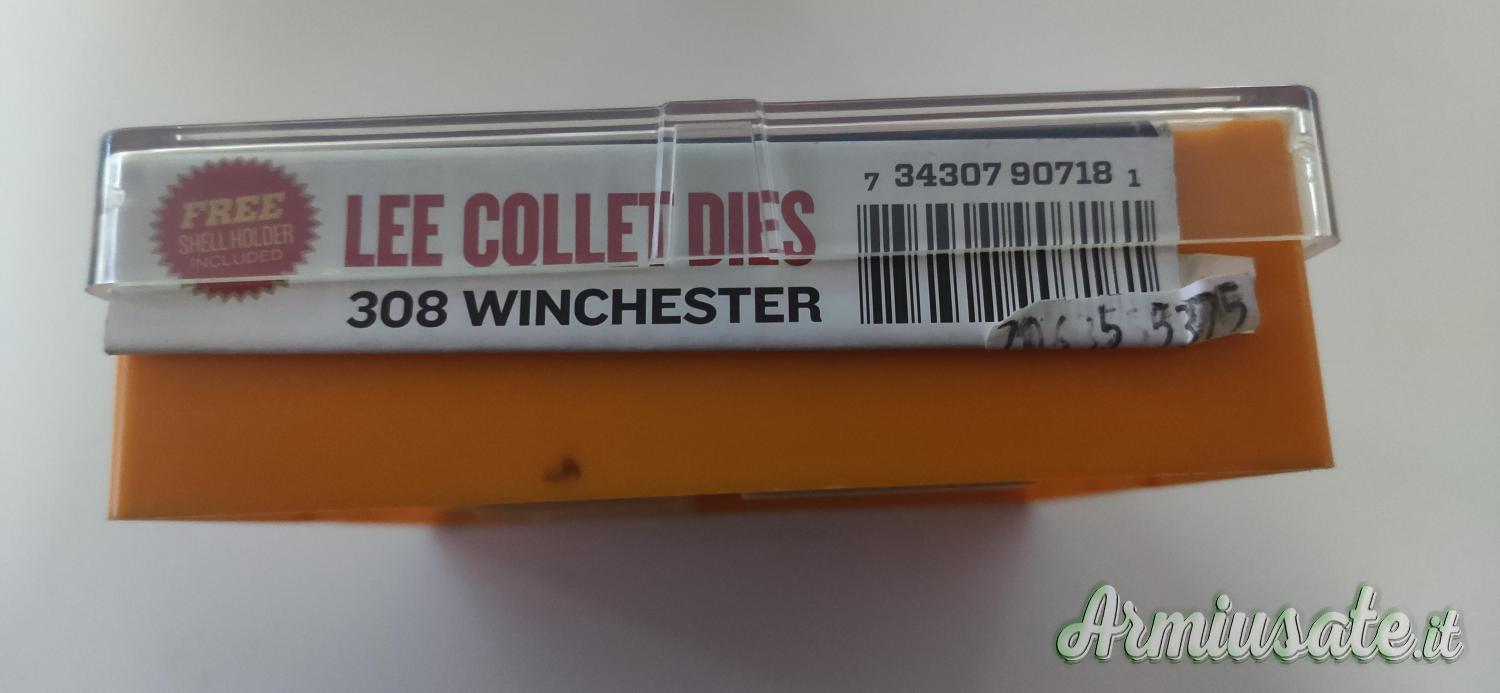 FREE
SHELL HOLDER
INCLUDED
LEE COLLET DIES
308 WINCHESTER
7 34307 90718 1
Armiusate.it